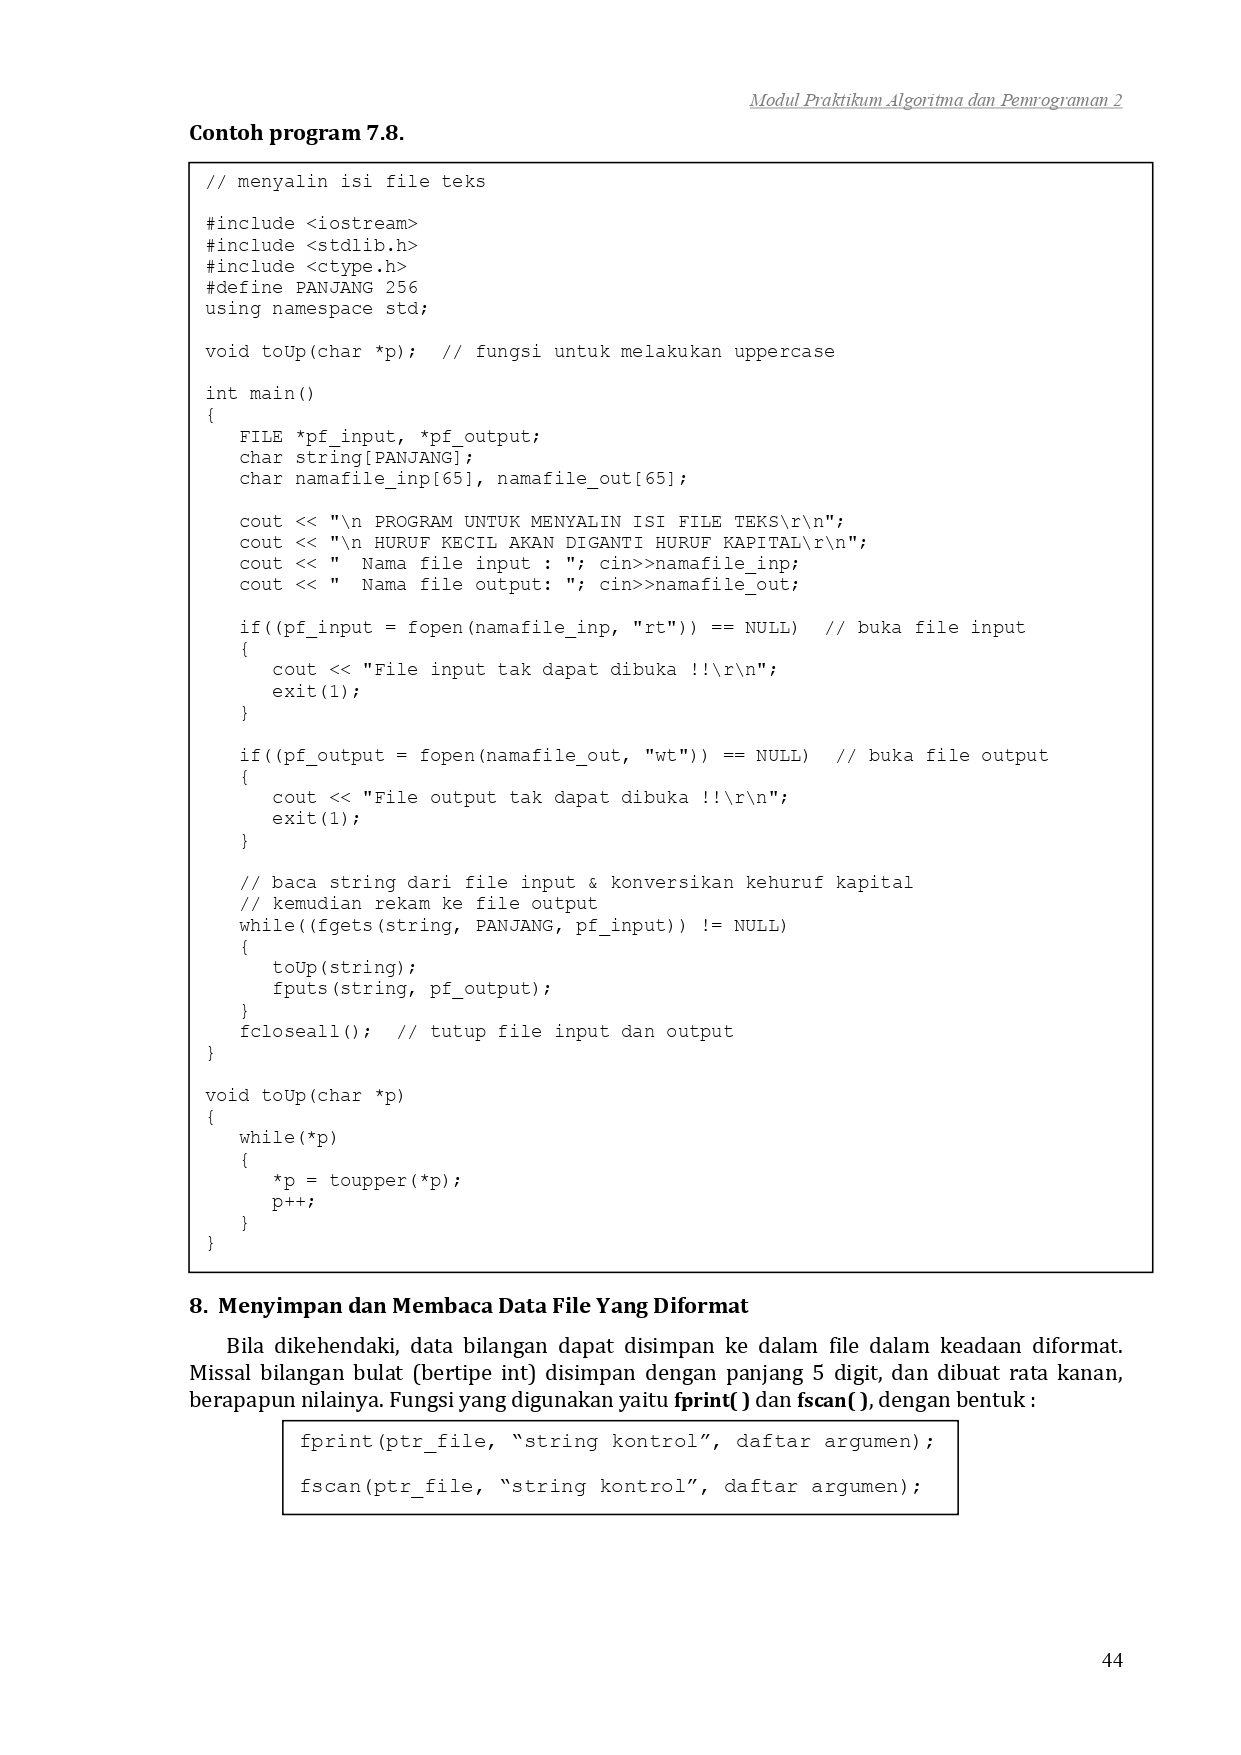 Modul Praktikum Algoritma dan Pemrograman 2
Contoh program 7.8.
// menyalin isi file teks
#include <iostream>
#include <stdlib.h>
#include <ctype.h>
#define PANJANG 256
using namespace std;
void toUp(char *p);  // fungsi untuk melakukan uppercase
int main()
{
   FILE *pf_input, *pf_output;
   char string[PANJANG];
   char namafile_inp[65], namafile_out[65];
   cout << "\n PROGRAM UNTUK MENYALIN ISI FILE TEKS\r\n";
   cout << "\n HURUF KECIL AKAN DIGANTI HURUF KAPITAL\r\n";
   cout << "  Nama file input : "; cin>>namafile_inp;
   cout << "  Nama file output: "; cin>>namafile_out;
   if((pf_input = fopen(namafile_inp, "rt")) == NULL)  // buka file input
   {
      cout << "File input tak dapat dibuka !!\r\n";
      exit(1);
   }
   if((pf_output = fopen(namafile_out, "wt")) == NULL)  // buka file output
   {
      cout << "File output tak dapat dibuka !!\r\n";
      exit(1);
   }
   // baca string dari file input & konversikan kehuruf kapital
   // kemudian rekam ke file output
   while((fgets(string, PANJANG, pf_input)) != NULL)
   {
      toUp(string);
      fputs(string, pf_output);
   }
   fcloseall();  // tutup file input dan output
}
void toUp(char *p)
{
   while(*p)
   {
      *p = toupper(*p);
      p++;
   }
}
8. Menyimpan dan Membaca Data File Yang Diformat
Bila dikehendaki, data bilangan dapat disimpan ke dalam file dalam keadaan diformat.
Missal bilangan bulat (bertipe int) disimpan dengan panjang 5 digit, dan dibuat rata kanan,
berapapun nilainya. Fungsi yang digunakan yaitu fprint( ) dan fscan( ), dengan bentuk :
fprint(ptr_file, “string kontrol”, daftar argumen);
fscan(ptr_file, “string kontrol”, daftar argumen);
44